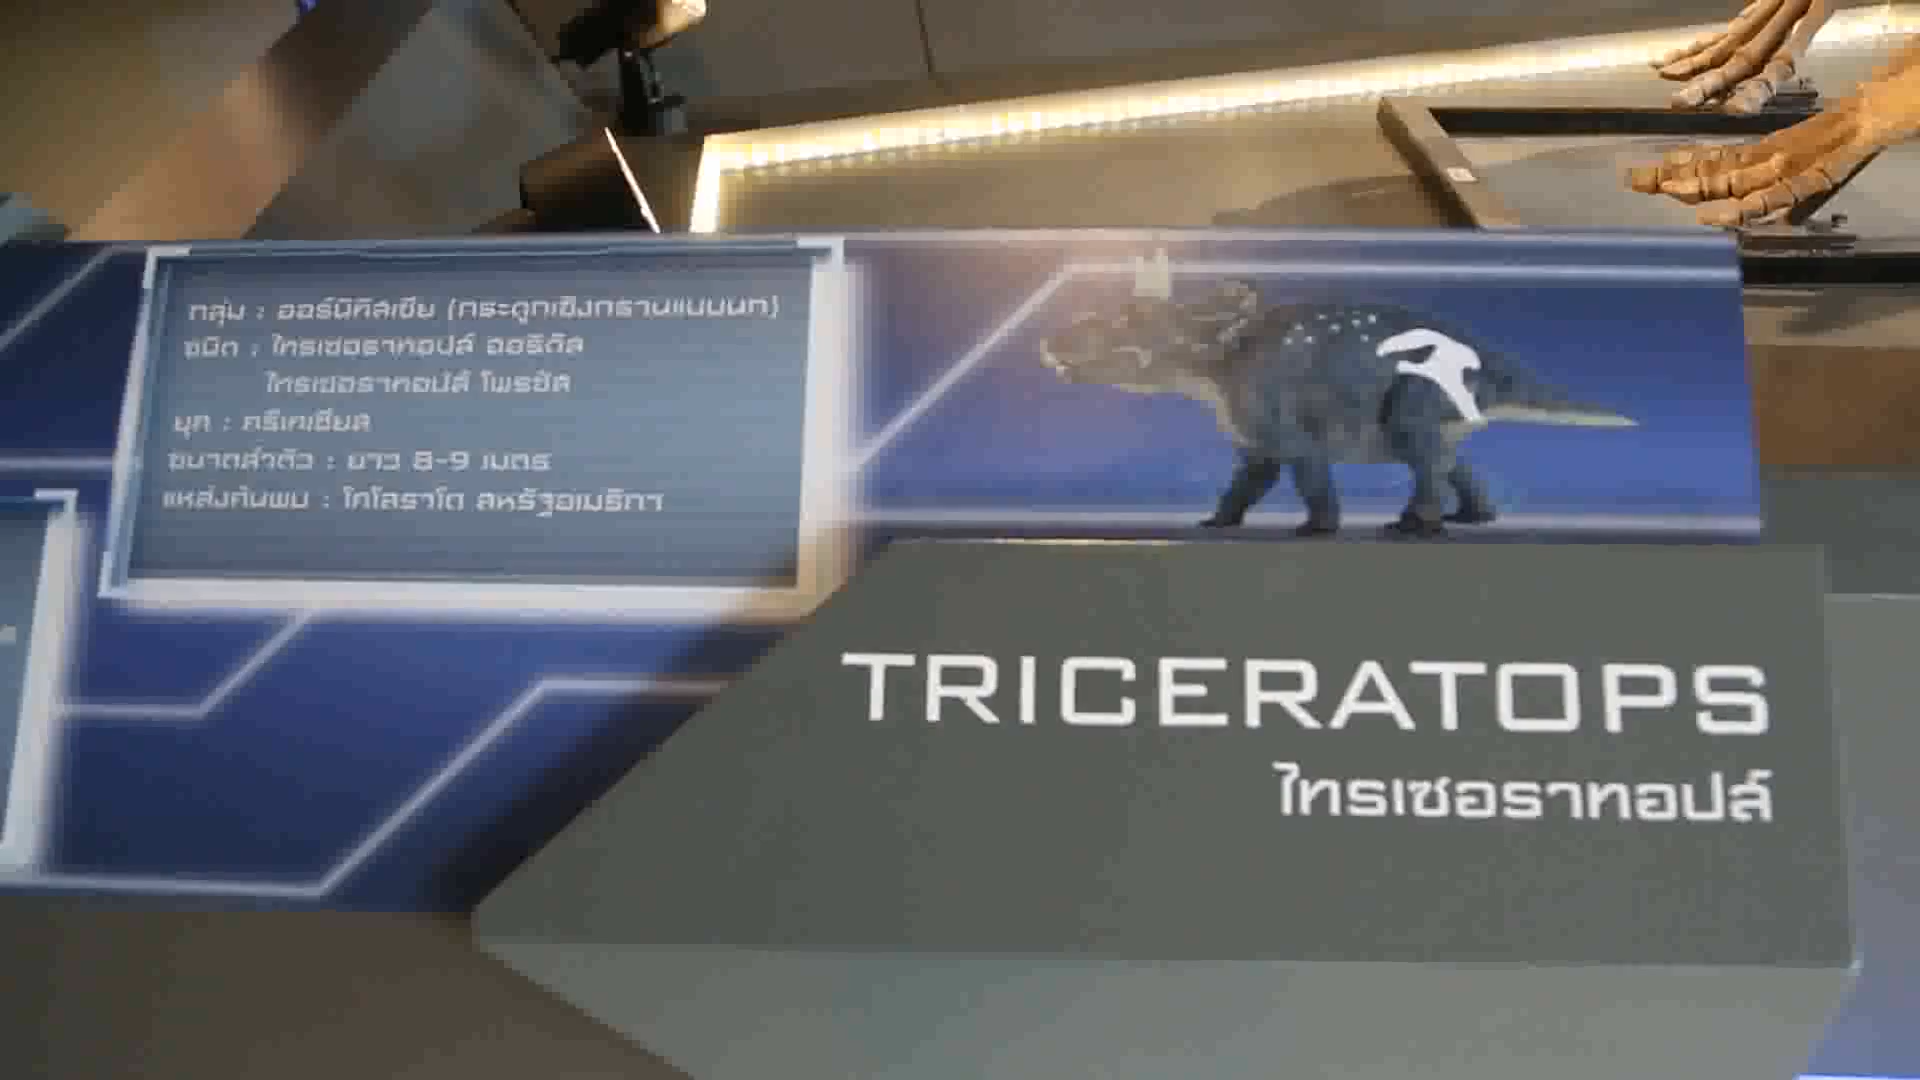 กลุ่ม : ออร์นิทิสเชีย (กระดูกเชิงกรานแบบนก)
ชนิด : ไทรเซอราทอปส์ ฮอริดัส
ไทรเซอราทอปส์ โพรซัส
ยุค : ครีเทเชียส
ขนาดลำตัว : ยาว 8-9 เมตร
แหล่งค้นพบ : โคโลราโด สหรัฐอเมริกา
TRICERATOPS
ไทรเซอราทอปส์